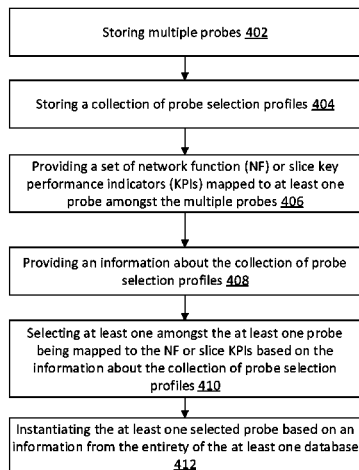 Storing multiple probes 402
Storing a collection of probe selection profiles 404
Providing a set of network function (NF) or slice key
performance indicators (KPIs) mapped to at least one
probe amongst the multiple probes 406
Providing an information about the collection of probe
selection profiles 408
Selecting at least one amongst the at least one probe
being mapped to the NF or slice KPIs based on the
information about the collection of probe selection
profiles 410
Instantiating the at least one selected probe based on an
information from the entirety of the at least one database
412